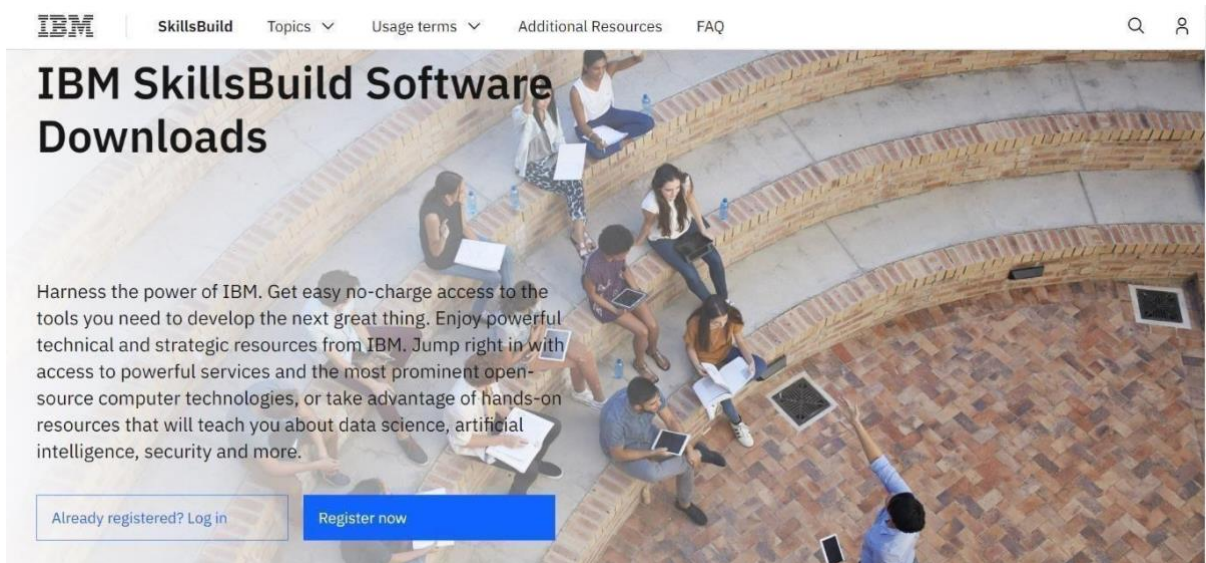 IBM SkillsBuild Topics Usage terms Additional Resources FAQ
IBM SkillsBuild Software
Downloads
Harness the power of IBM. Get easy no-charge access to the
tools you need to develop the next great thing. Enjoy powerful
technical and strategic resources from IBM. Jump right in with
access to powerful services and the most prominent open-
source computer technologies, or take advantage of hands-on
resources that will teach you about data science, artificial
intelligence, security and more.
Already registered? Log in Register now